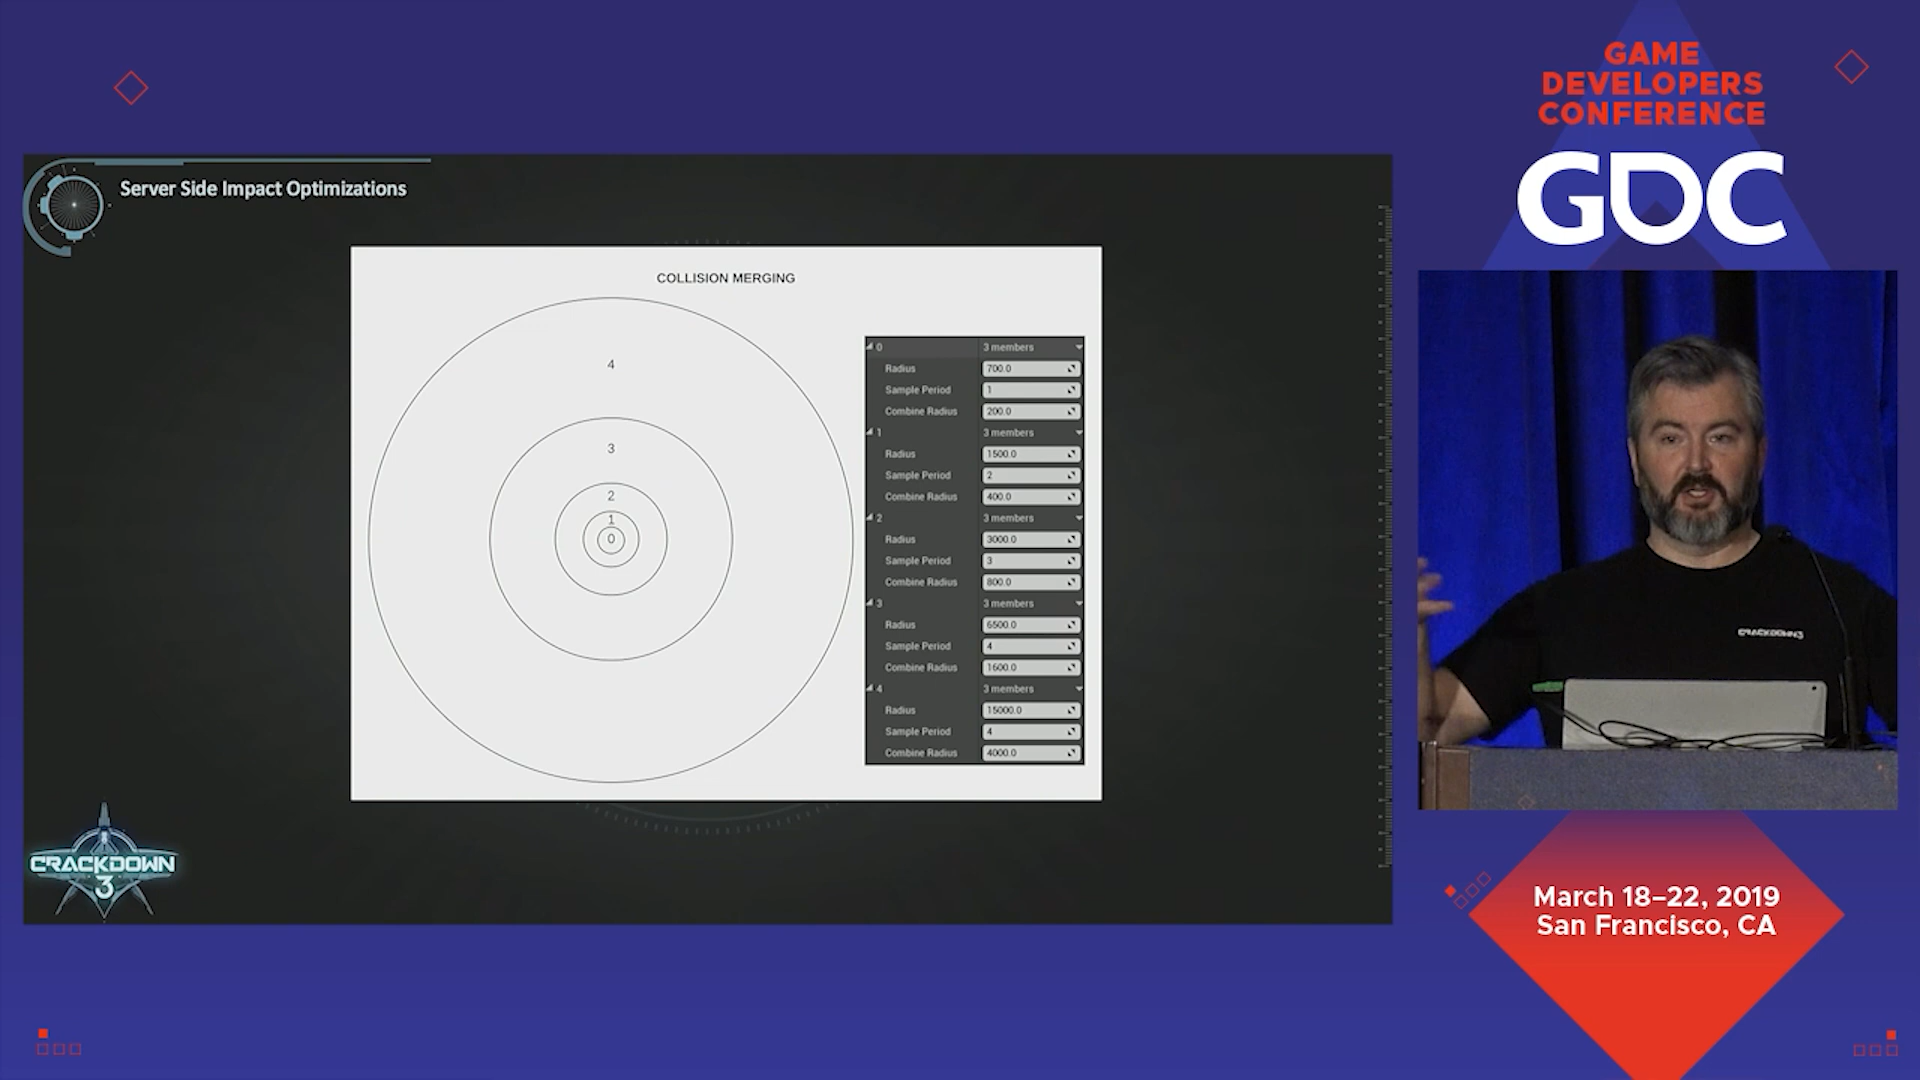 GAME
DEVELOPERS
CONFERENCE
GDC
Server Side Impact Optimizations
COLLISION MERGING
4
3
2
1
0
0 3 members
Radius 700.0
Sample Period 1
Combine Radius 200.0
1 3 members
Radius 1500.0
Sample Period 2
Combine Radius 400.0
2 3 members
Radius 3000.0
Sample Period 3
Combine Radius 800.0
3 3 members
Radius 6500.0
Sample Period 4
Combine Radius 1600.0
4 3 members
Radius 15000.0
Sample Period 4
Combine Radius 4000.0
CRACKDOWN3
CRACKDOWN
3
March 18–22, 2019
San Francisco, CA